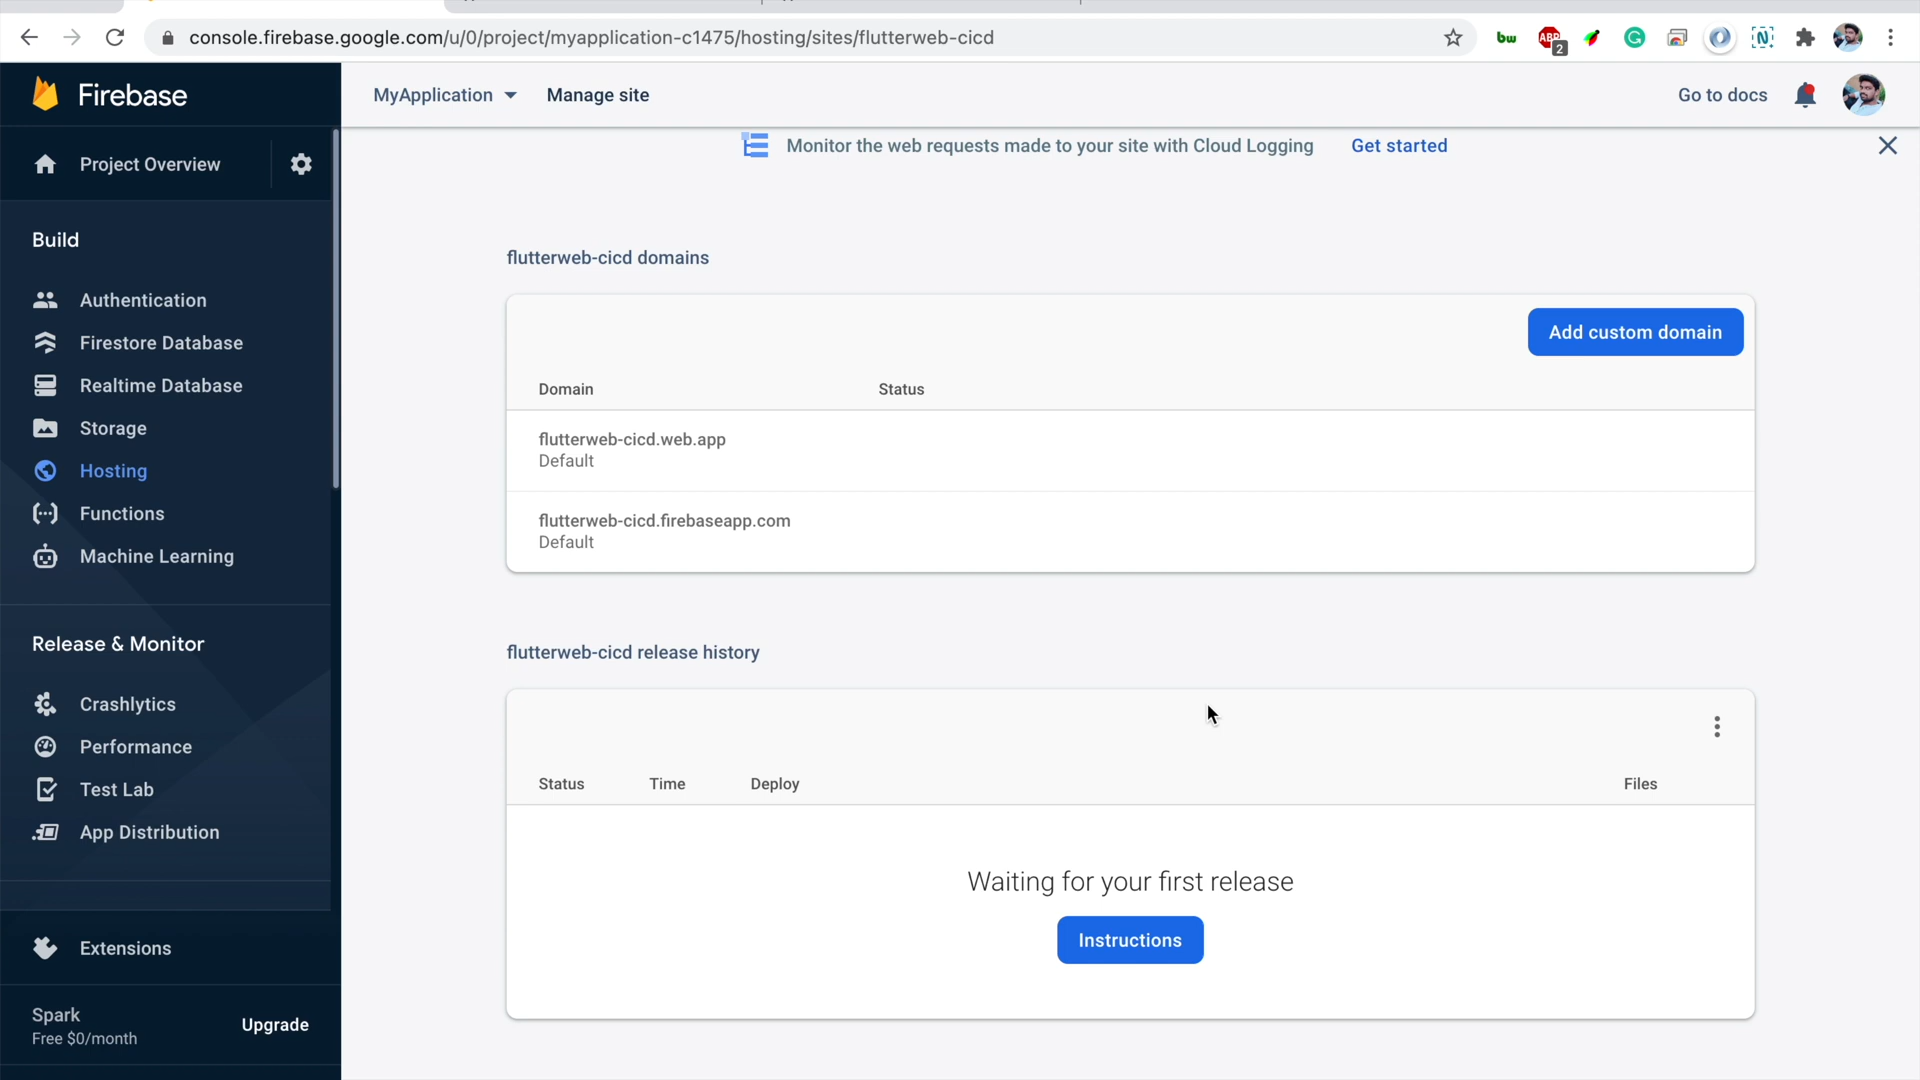 console.firebase.google.com/u/0/project/myapplication-c1475/hosting/sites/flutterweb-cicd
bw
ABP
2
Firebase
MyApplication
Manage site
Go to docs
Monitor the web requests made to your site with Cloud Logging
Get started
Project Overview
Build
Authentication
Firestore Database
Realtime Database
Storage
Hosting
Functions
Machine Learning
Release & Monitor
Crashlytics
Performance
Test Lab
App Distribution
Extensions
Spark
Free $0/month
Upgrade
flutterweb-cicd domains
Add custom domain
Domain
Status
flutterweb-cicd.web.app
Default
flutterweb-cicd.firebaseapp.com
Default
flutterweb-cicd release history
Status
Time
Deploy
Files
Waiting for your first release
Instructions